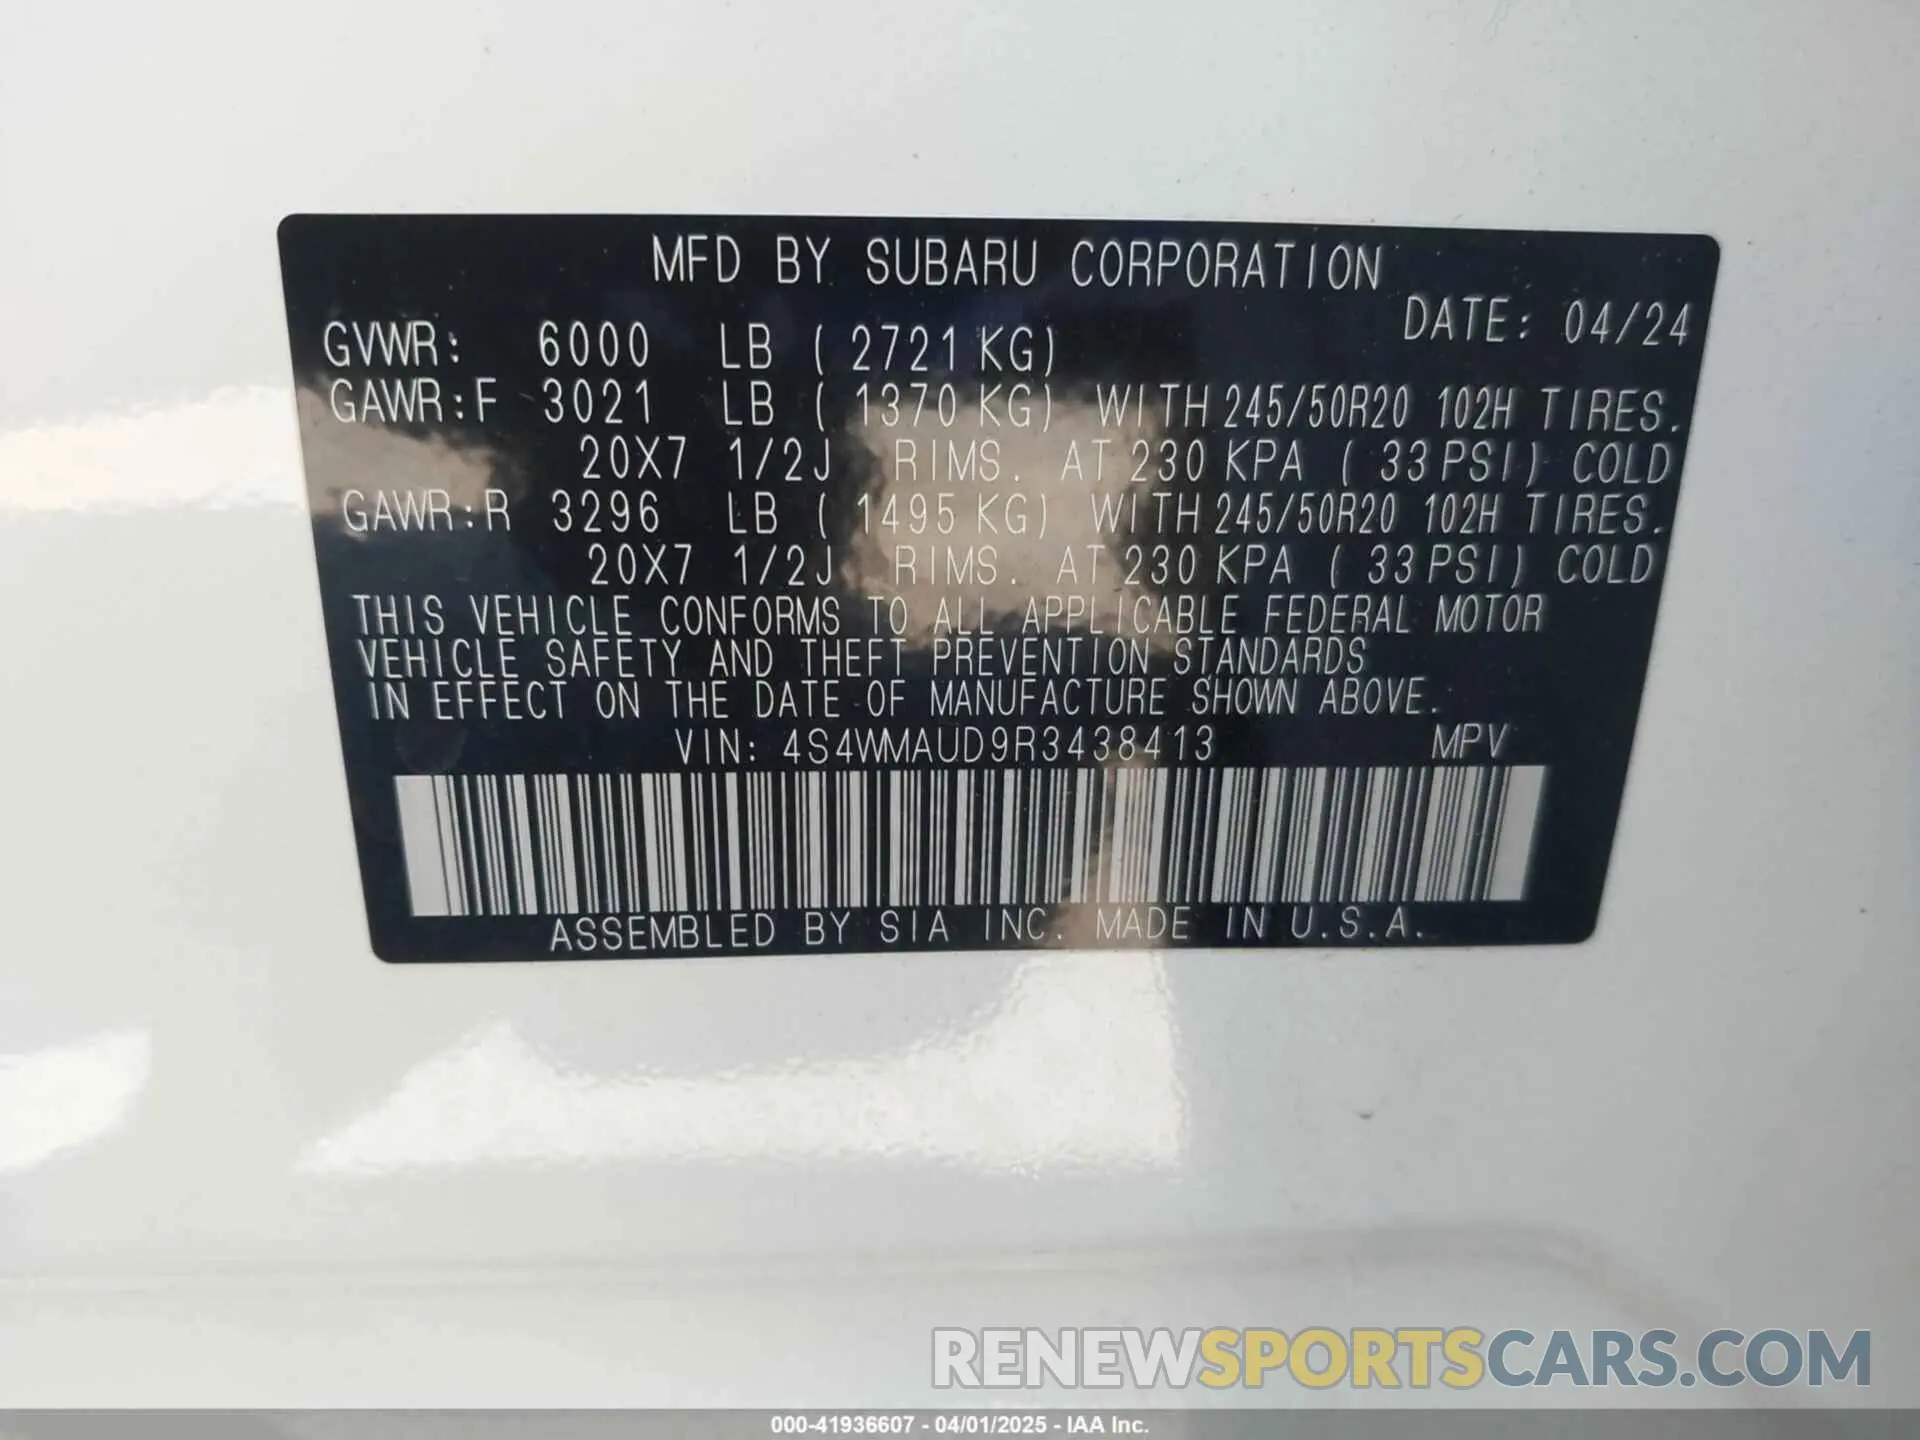 MFD BY SUBARU CORPORATION
DATE: 04/24
GVWR: 6000 LB ( 2721 KG)
GAWR:F 3021 LB ( 1370 KG) WITH 245/50R20 102H TIRES.
20X7 1/2J RIMS. AT 230 KPA ( 33 PSI) COLD
GAWR:R 3296 LB ( 1495 KG) WITH 245/50R20 102H TIRES.
20X7 1/2J RIMS. AT 230 KPA ( 33 PSI) COLD
THIS VEHICLE CONFORMS TO ALL APPLICABLE FEDERAL MOTOR
VEHICLE SAFETY AND THEFT PREVENTION STANDARDS
IN EFFECT ON THE DATE OF MANUFACTURE SHOWN ABOVE.
VIN: 4S4WMAUD9R3438413 MPV
ASSEMBLED BY SIA INC. MADE IN U.S.A.
RENEWSPORTSCARS.COM
000-41936607 - 04/01/2025 - IAA Inc.